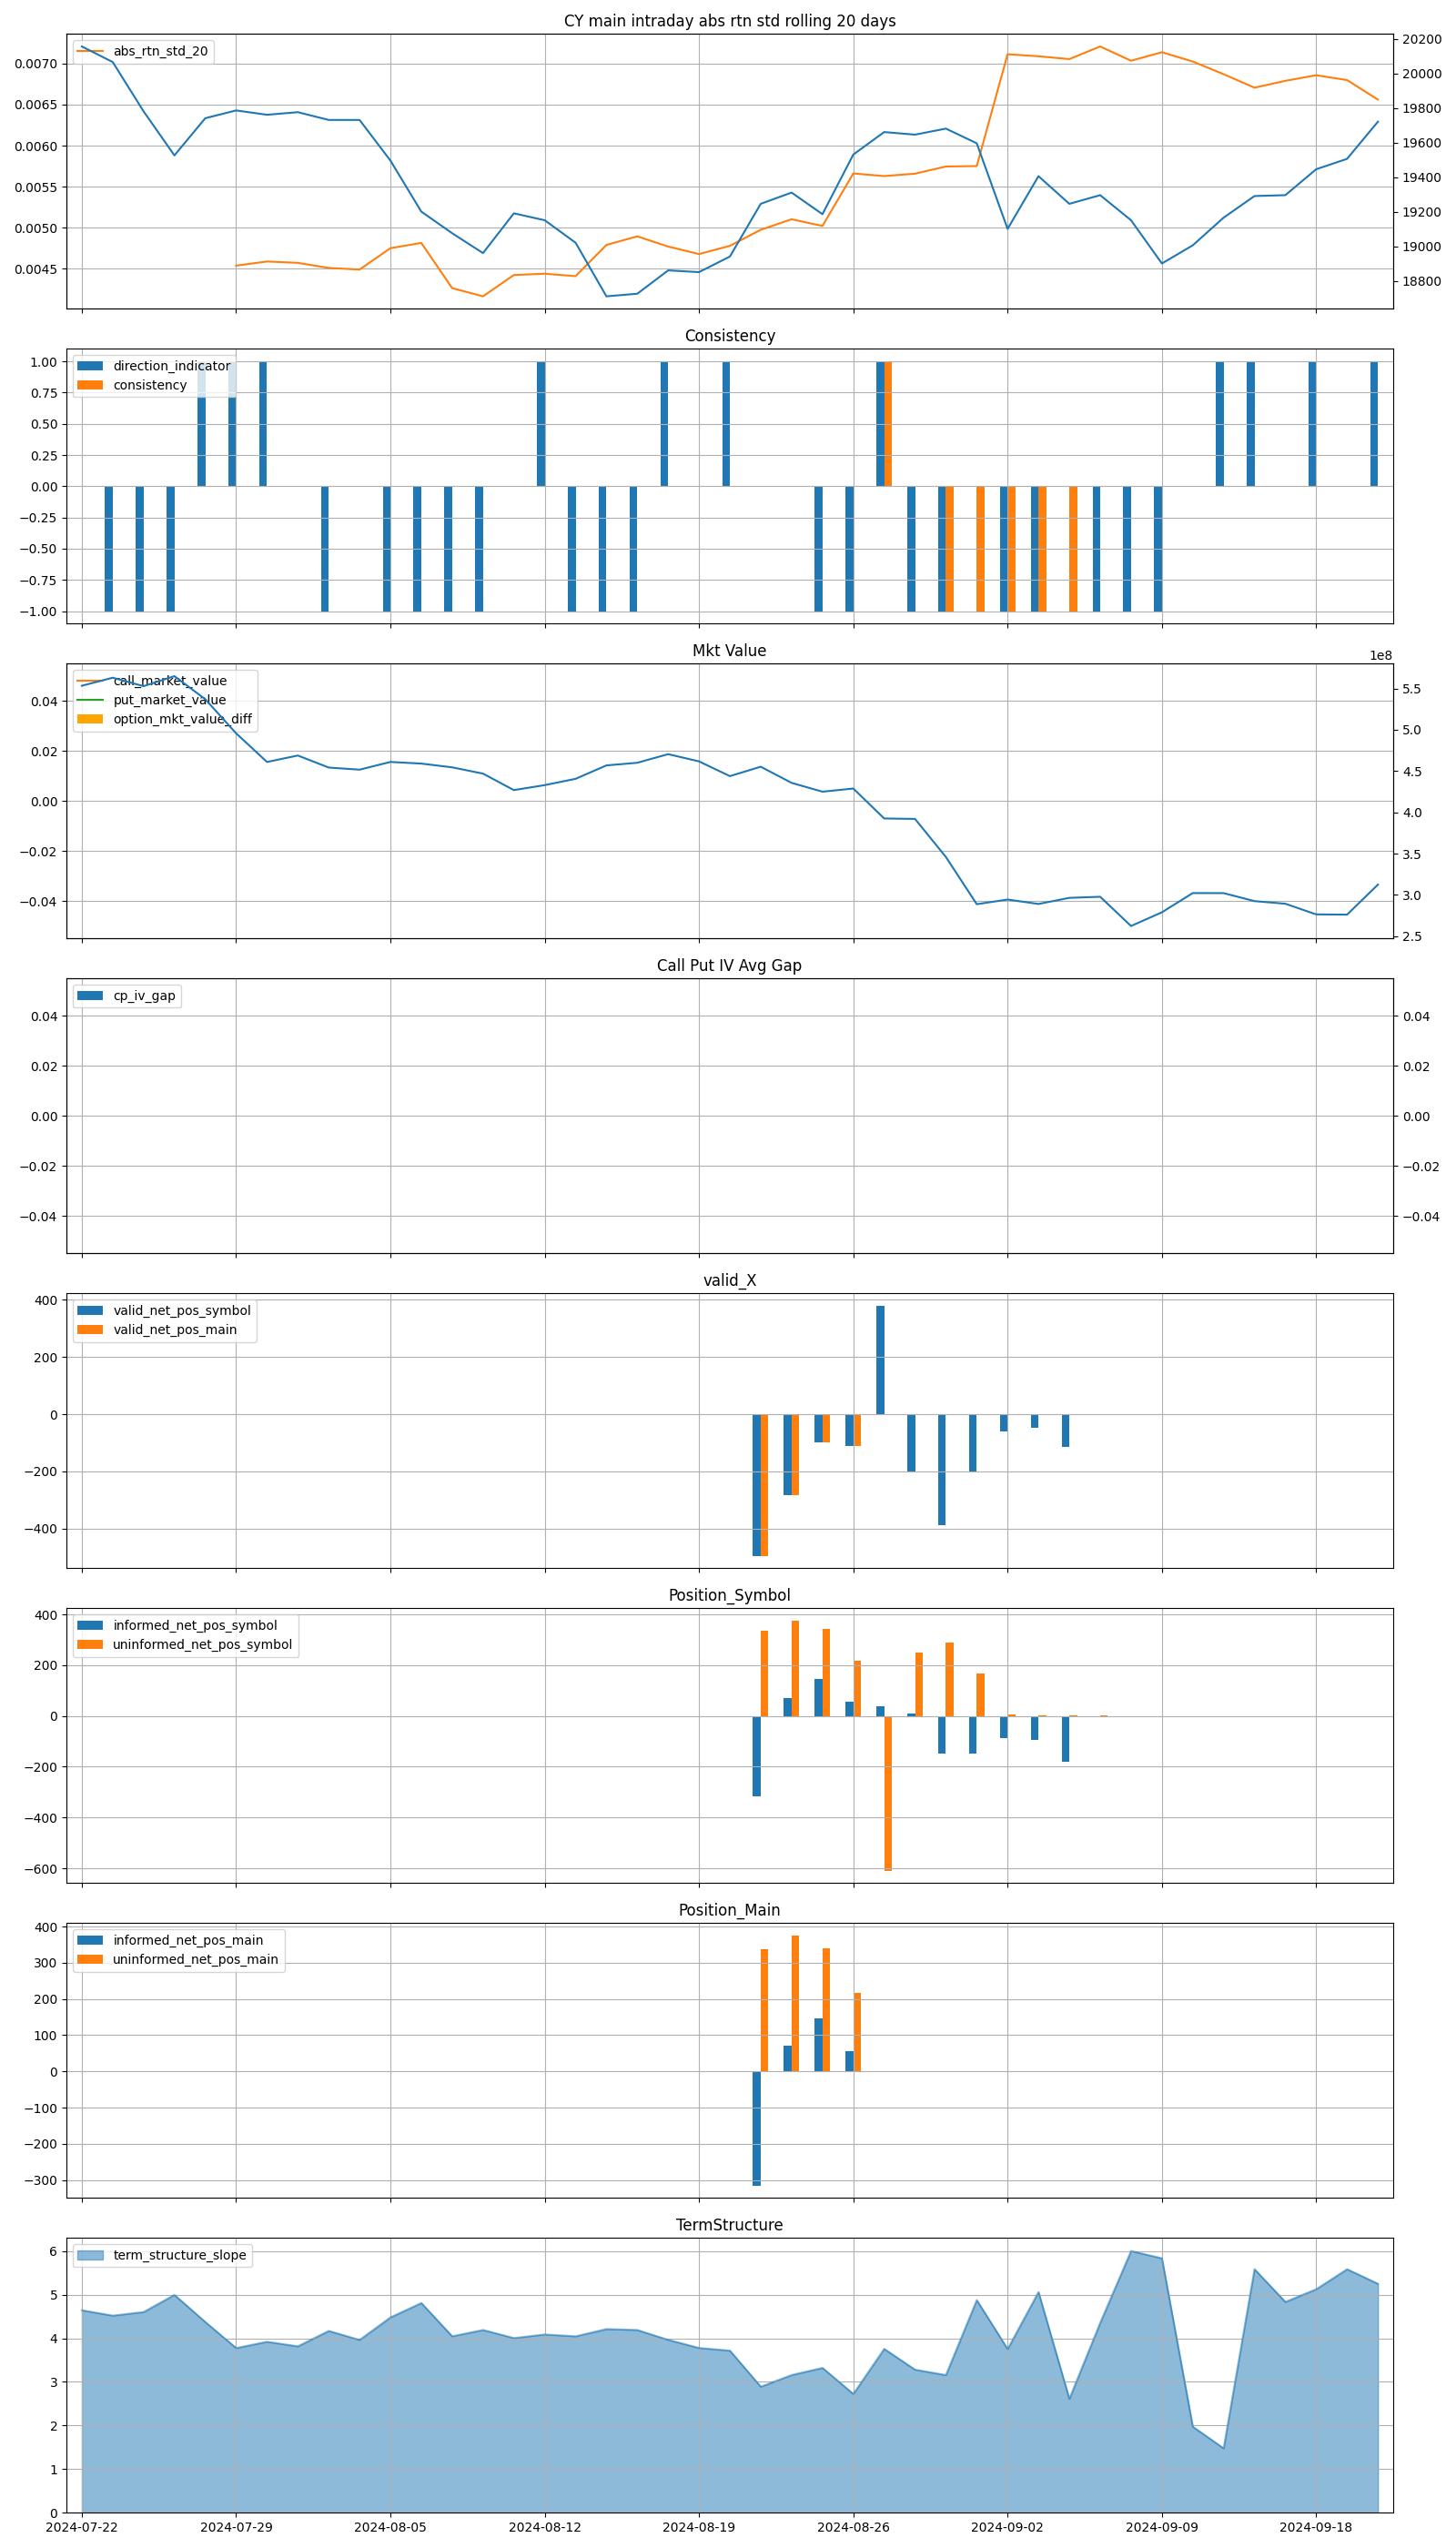 CY main intraday abs rtn std rolling 20 days
abs_rtn_std_20
0.0070
0.0065
0.0060
0.0055
0.0050
0.0045
20200
20000
19800
19600
19400
19200
19000
18800
Consistency
direction_indicator
consistency
1.00
0.75
0.50
0.25
0.00
−0.25
−0.50
−0.75
−1.00
Mkt Value
1e8
call_market_value
put_market_value
option_mkt_value_diff
0.04
0.02
0.00
−0.02
−0.04
5.5
5.0
4.5
4.0
3.5
3.0
2.5
Call Put IV Avg Gap
cp_iv_gap
0.04
0.02
0.00
−0.02
−0.04
0.04
0.02
0.00
−0.02
−0.04
valid_X
valid_net_pos_symbol
valid_net_pos_main
400
200
0
−200
−400
Position_Symbol
informed_net_pos_symbol
uninformed_net_pos_symbol
400
200
0
−200
−400
−600
Position_Main
informed_net_pos_main
uninformed_net_pos_main
400
300
200
100
0
−100
−200
−300
TermStructure
term_structure_slope
6
5
4
3
2
1
0
2024-07-22 2024-07-29 2024-08-05 2024-08-12 2024-08-19 2024-08-26 2024-09-02 2024-09-09 2024-09-18